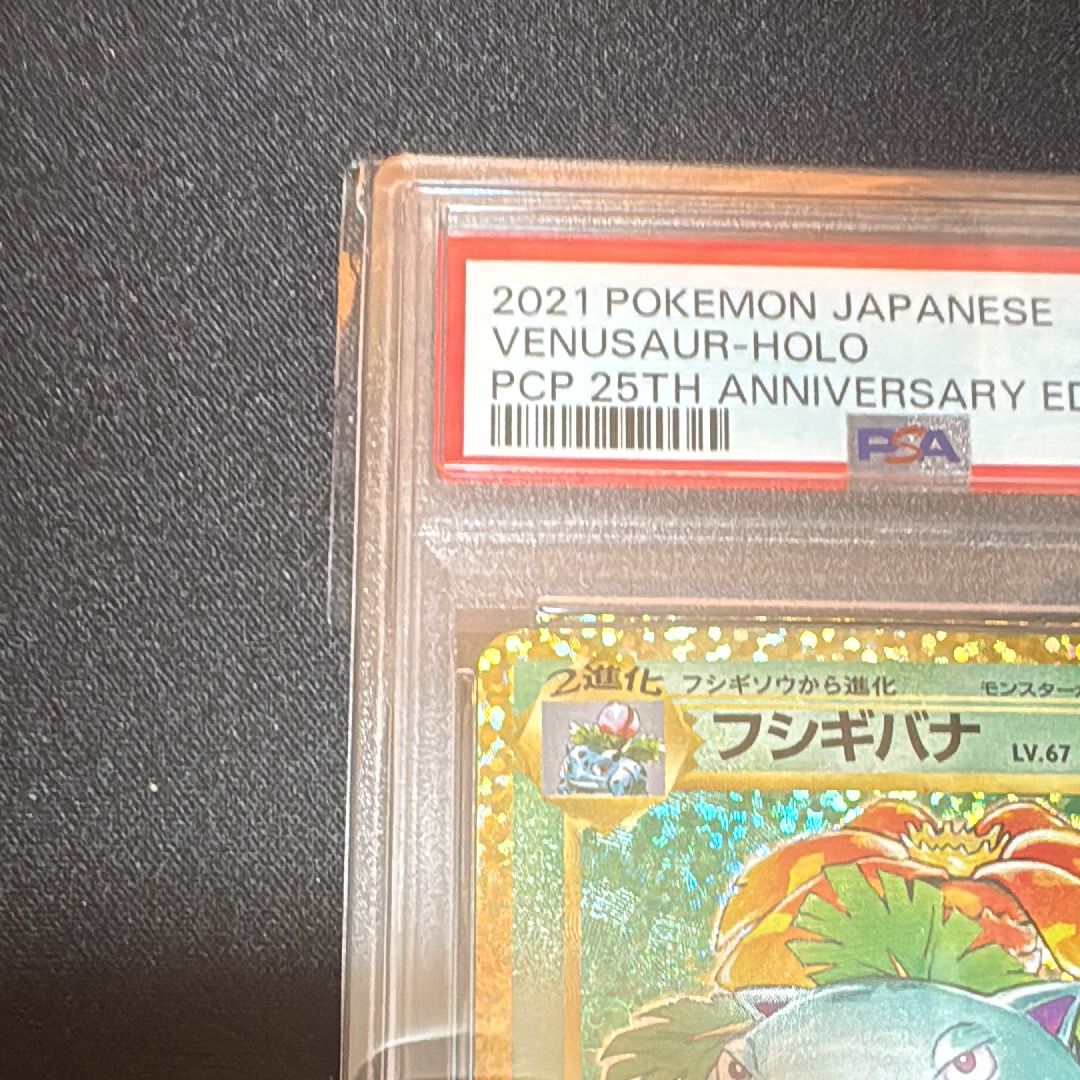 2021 POKEMON JAPANESE
VENUSAUR-HOLO
PCP 25TH ANNIVERSARY
PSA
2進化 フシギソウから進化
フシギバナ LV.67